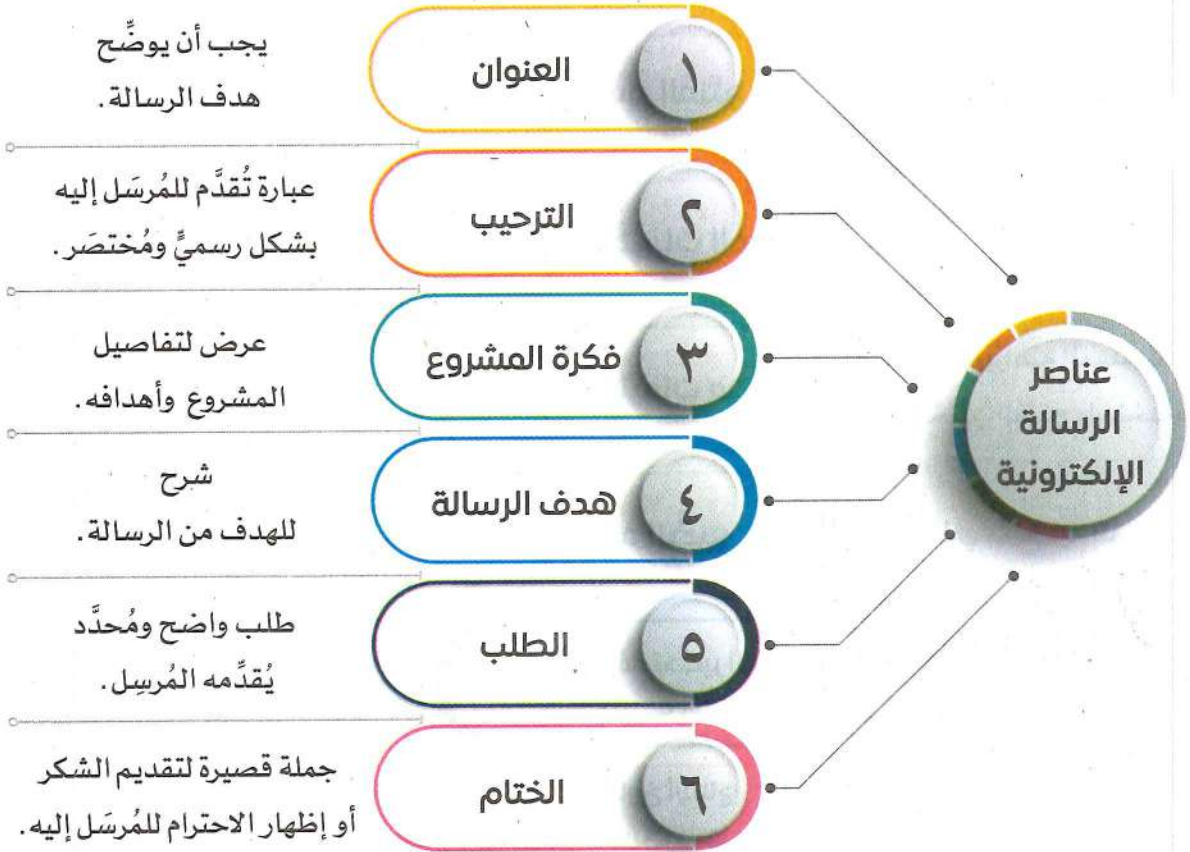 عناصر
الرسالة
الإلكترونية
١
العنوان
يجب أن يوضِّح
هدف الرسالة.
٢
الترحيب
عبارة تُقدَّم للمُرسَل إليه
بشكل رسميٍّ ومُختصَر.
٣
فكرة المشروع
عرض لتفاصيل
المشروع وأهدافه.
٤
هدف الرسالة
شرح
للهدف من الرسالة.
٥
الطلب
طلب واضح ومُحدَّد
يُقدِّمه المُرسِل.
٦
الختام
جملة قصيرة لتقديم الشكر
أو إظهار الاحترام للمُرسَل إليه.